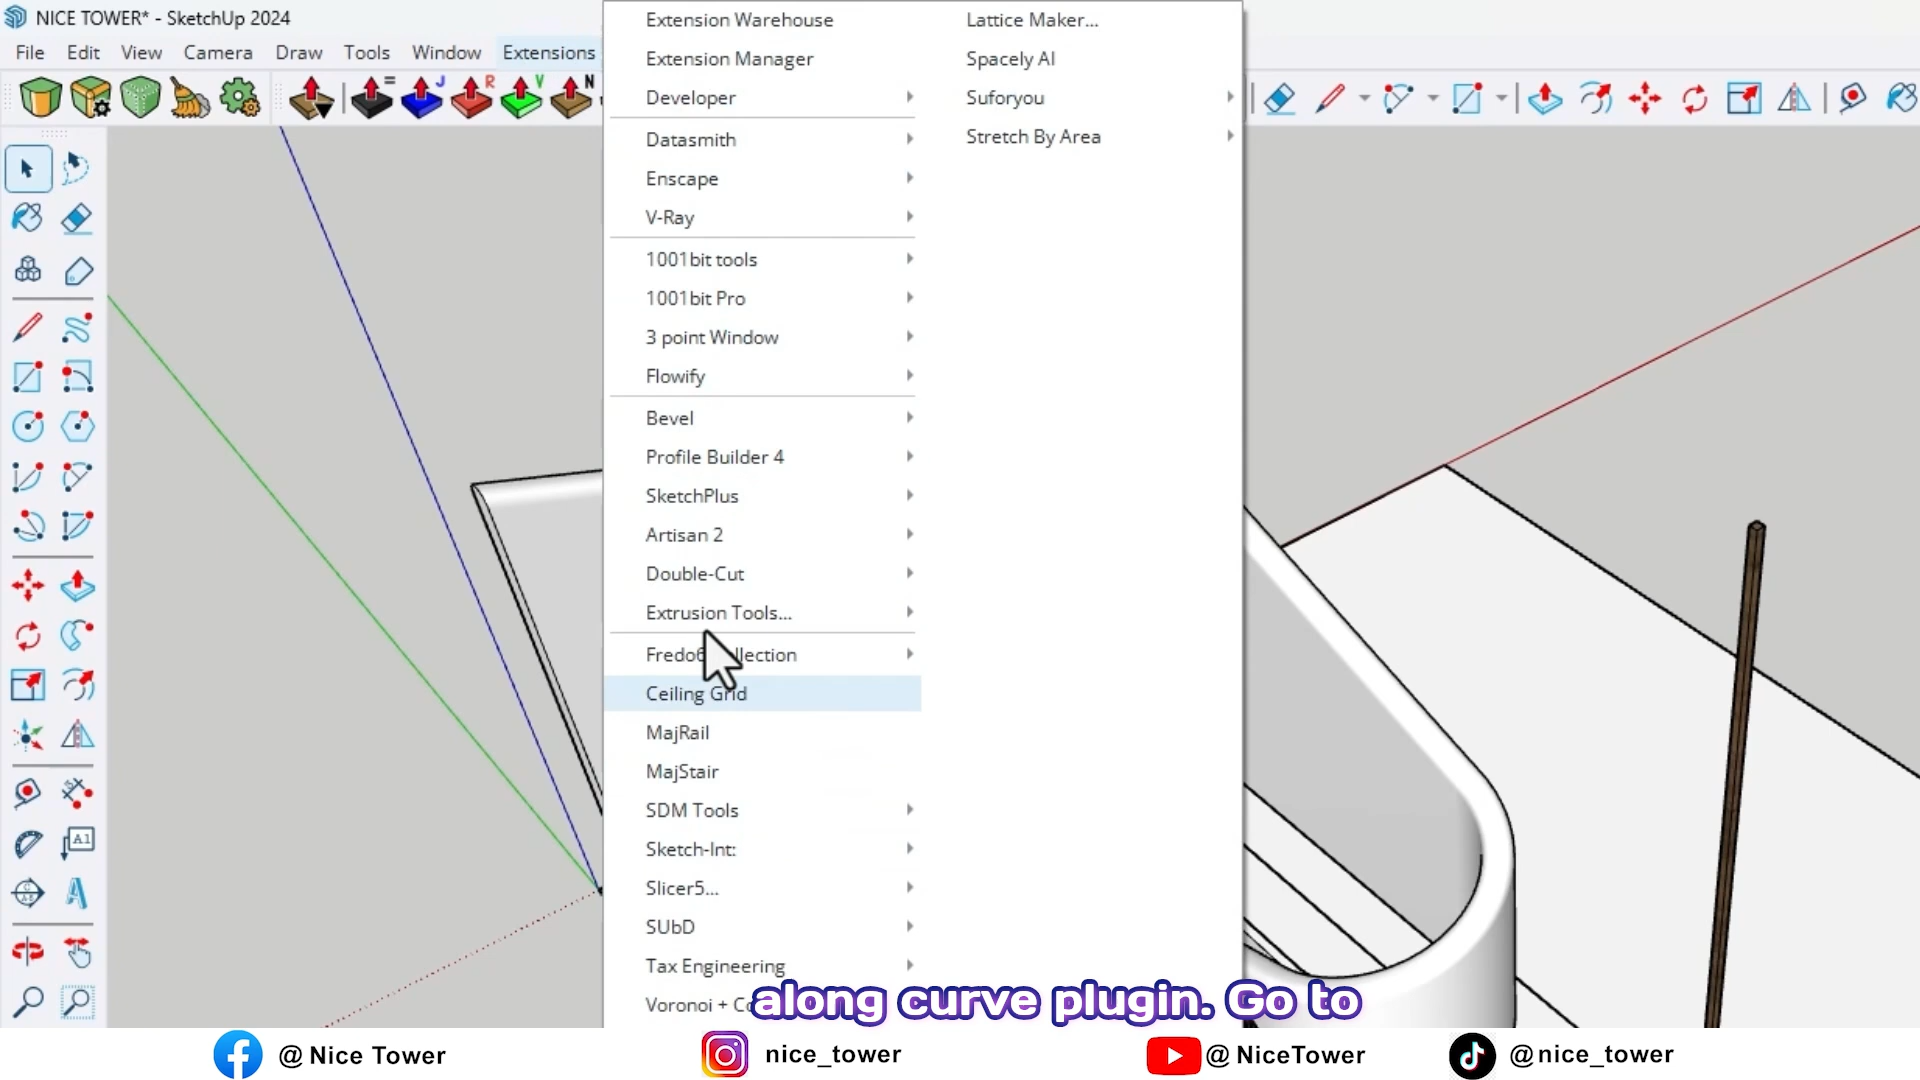 NICE TOWER* - SketchUp 2024
File Edit View Camera Draw Tools Window Extensions
= J R V N
A1
Extension Warehouse
Extension Manager
Developer
Datasmith
Enscape
V-Ray
1001bit tools
1001bit Pro
3 point Window
Flowify
Bevel
Profile Builder 4
SketchPlus
Artisan 2
Double-Cut
Extrusion Tools...
Ceiling Grid
MajRail
MajStair
SDM Tools
Sketch-Int:
Slicer5...
SUbD
Tax Engineering
Voronoi +
Lattice Maker...
Spacely AI
Suforyou
Stretch By Area
along curve plugin. Go to
@ Nice Tower nice_tower @ NiceTower @nice_tower